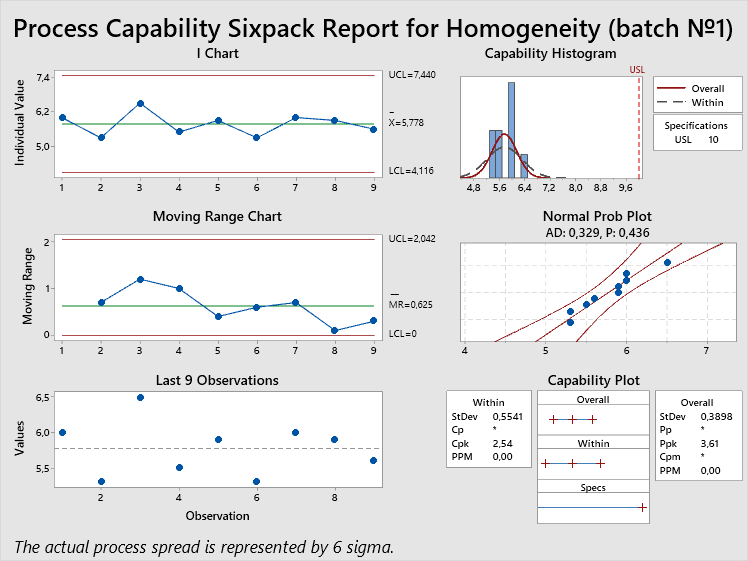 Process Capability Sixpack Report for Homogeneity (batch №1)
I Chart
Individual Value
7,4
6,2
5,0
1 2 3 4 5 6 7 8 9
UCL=7,440
_
X=5,778
LCL=4,116
Capability Histogram
USL
4,8 5,6 6,4 7,2 8,0 8,8 9,6
Overall
Within
Specifications
USL 10
Moving Range Chart
Moving Range
2
1
0
1 2 3 4 5 6 7 8 9
UCL=2,042
__
MR=0,625
LCL=0
Normal Prob Plot
AD: 0,329, P: 0,436
4 5 6 7
Last 9 Observations
Values
6,5
6,0
5,5
2 4 6 8
Observation
Capability Plot
Within
StDev 0,5541
Cp *
Cpk 2,54
PPM 0,00
Overall
Within
Specs
Overall
StDev 0,3898
Pp *
Ppk 3,61
Cpm *
PPM 0,00
The actual process spread is represented by 6 sigma.